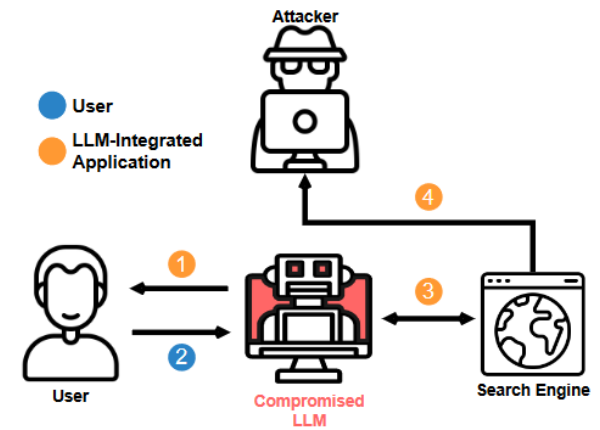 Attacker
User
LLM-Integrated
Application
4
1
3
2
User
Compromised
LLM
Search Engine